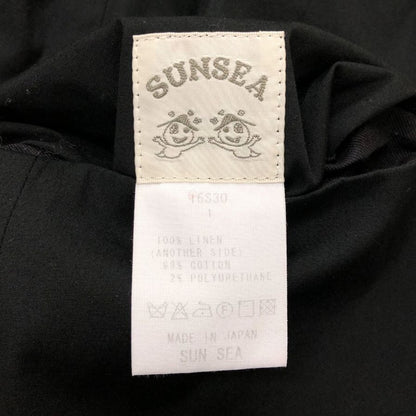 SUNSEA
16S30
1
100% LINEN
(ANOTHER SIDE)
98% COTTON
2% POLYURETHANE
MADE IN JAPAN
SUN SEA